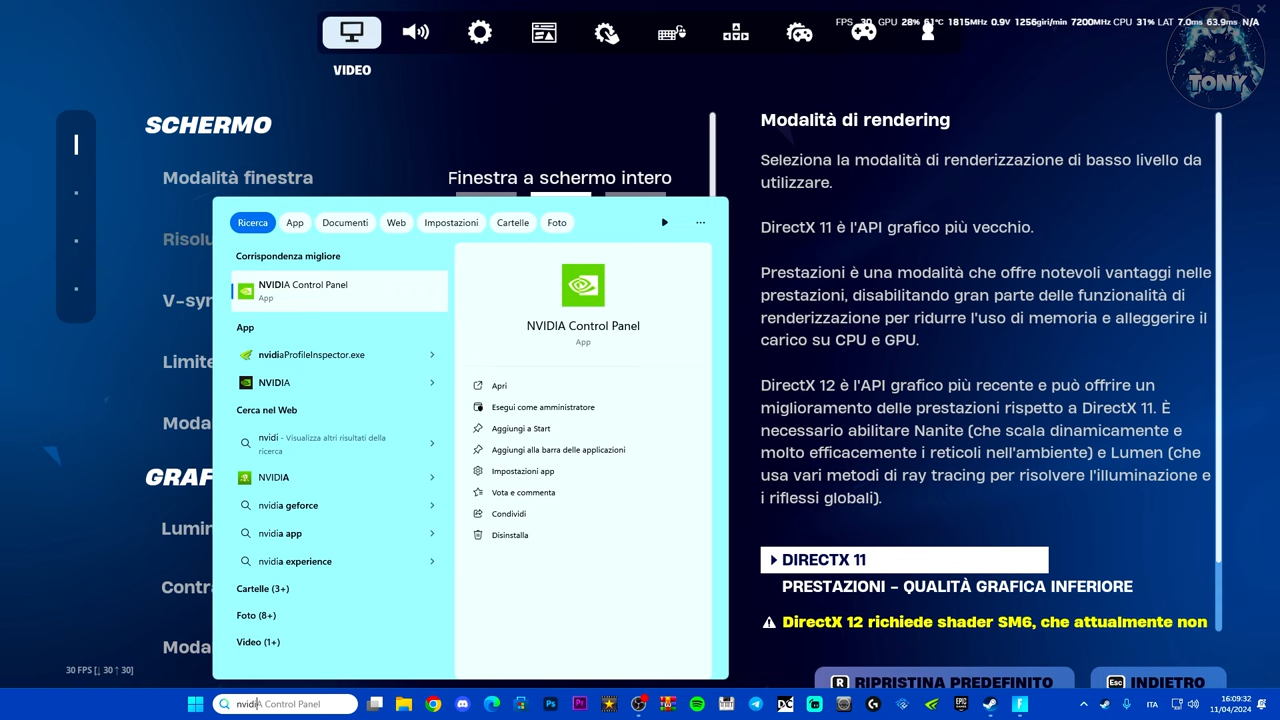 FPS 30 GPU 28% 61°C 1815MHz 0.9V 1256giri/min 7200MHz CPU 31% LAT 7.0ms 63.9ms N/A
TONY
VIDEO
SCHERMO
Modalità finestra
Finestra a schermo intero
Risolu
V-syn
Limite
Moda
GRAF
Lumin
Contra
Moda
30 FPS [↓ 30 ↑ 30]
Ricerca
App
Documenti
Web
Impostazioni
Cartelle
Foto
Corrispondenza migliore
NVIDIA Control Panel
App
App
nvidiaProfileInspector.exe
NVIDIA
Cerca nel Web
nvidi - Visualizza altri risultati della
ricerca
NVIDIA
nvidia geforce
nvidia app
nvidia experience
Cartelle (3+)
Foto (8+)
Video (1+)
NVIDIA Control Panel
App
Apri
Esegui come amministratore
Aggiungi a Start
Aggiungi alla barra delle applicazioni
Impostazioni app
Vota e commenta
Condividi
Disinstalla
Modalità di rendering
Seleziona la modalità di renderizzazione di basso livello da
utilizzare.
DirectX 11 è l'API grafico più vecchio.
Prestazioni è una modalità che offre notevoli vantaggi nelle
prestazioni, disabilitando gran parte delle funzionalità di
renderizzazione per ridurre l'uso di memoria e alleggerire il
carico su CPU e GPU.
DirectX 12 è l'API grafico più recente e può offrire un
miglioramento delle prestazioni rispetto a DirectX 11. È
necessario abilitare Nanite (che scala dinamicamente e
molto efficacemente i reticoli nell'ambiente) e Lumen (che
usa vari metodi di ray tracing per risolvere l'illuminazione e
i riflessi globali).
DIRECTX 11
PRESTAZIONI - QUALITÀ GRAFICA INFERIORE
DirectX 12 richiede shader SM6, che attualmente non
R RIPRISTINA PREDEFINITO
Esc INDIETRO
nvidiA Control Panel
ITA
16:09:32
11/04/2024